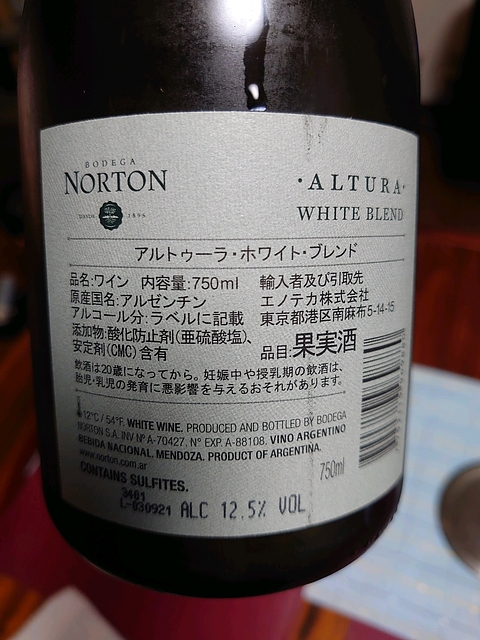 BODEGA
NORTON
DESDE 1895
·ALTURA·
WHITE BLEND
アルトゥーラ・ホワイト・ブレンド
品名:ワイン 内容量:750ml
原産国名:アルゼンチン
アルコール分:ラベルに記載
添加物:酸化防止剤(亜硫酸塩)、
安定剤(CMC)含有
輸入者及び引取先
エノテカ株式会社
東京都港区南麻布5-14-15
品目:果実酒
飲酒は20歳になってから。妊娠中や授乳期の飲酒は、
胎児・乳児の発育に悪影響を与えるおそれがあります。
12°C / 54°F. WHITE WINE. PRODUCED AND BOTTLED BY BODEGA
NORTON S.A. INV Nº A-70427. Nº EXP. A-88108. VINO ARGENTINO
BEBIDA NACIONAL. MENDOZA. PRODUCT OF ARGENTINA.
www.norton.com.ar
CONTAINS SULFITES.
750ml
3401
L-030921 ALC 12.5% VOL